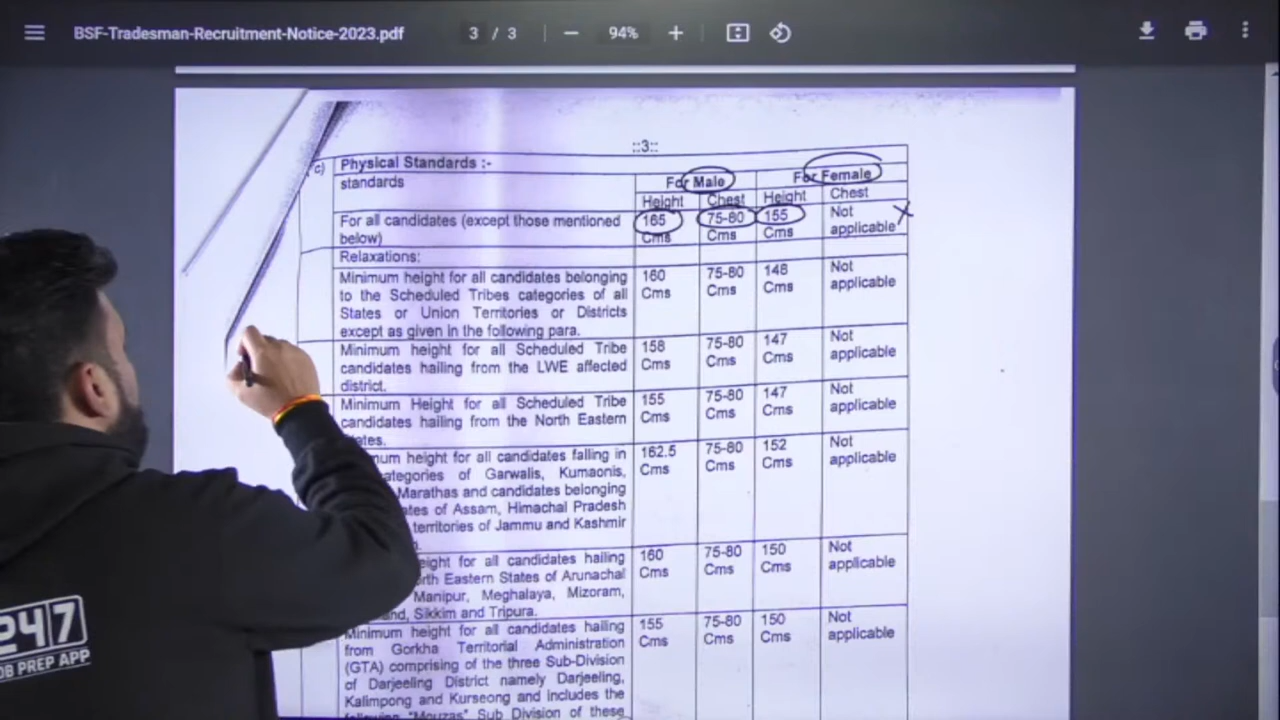 BSF-Tradesman-Recruitment-Notice-2023.pdf 3 / 3 94%
::3::
c) Physical Standards :-
standards For Male For Female
Height Chest Height Chest
For all candidates (except those mentioned below) 165 Cms 75-80 Cms 155 Cms Not applicable X
Relaxations:
Minimum height for all candidates belonging 160 75-80 148 Not
to the Scheduled Tribes categories of all Cms Cms Cms applicable
States or Union Territories or Districts
except as given in the following para.
Minimum height for all Scheduled Tribe 158 75-80 147 Not
candidates hailing from the LWE affected Cms Cms Cms applicable
district.
Minimum Height for all Scheduled Tribe 155 75-80 147 Not
candidates hailing from the North Eastern Cms Cms Cms applicable
height for all candidates falling in 162.5 75-80 152 Not
of Garwalis, Kumaonis, Cms Cms Cms applicable
Marathas and candidates belonging
of Assam, Himachal Pradesh
territories of Jammu and Kashmir
for all candidates hailing 160 75-80 150 Not
Eastern States of Arunachal Cms Cms Cms applicable
Manipur, Meghalaya, Mizoram,
Sikkim and Tripura.
Minimum height for all candidates hailing 155 75-80 150 Not
from Gorkha Territorial Administration Cms Cms Cms applicable
(GTA) comprising of the three Sub-Division
of Darjeeling District namely Darjeeling,
Kalimpong and Kurseong and includes the
following "Mouzas" Sub Division of these
247
JOB PREP APP